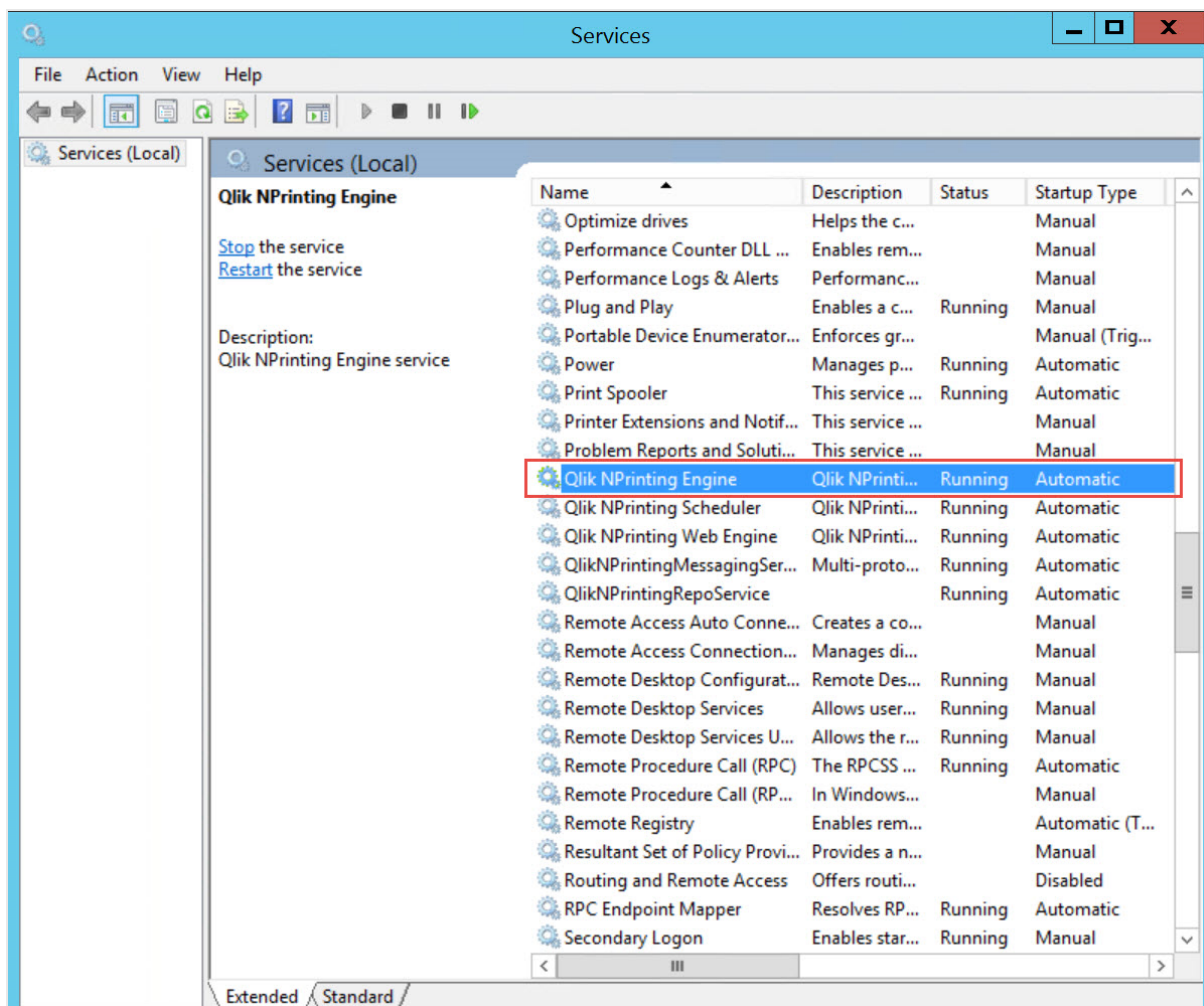 Services
File Action View Help
Services (Local)
Services (Local)
Qlik NPrinting Engine
Stop the service
Restart the service
Description:
Qlik NPrinting Engine service
Name Description Status Startup Type
Optimize drives Helps the c... Manual
Performance Counter DLL ... Enables rem... Manual
Performance Logs & Alerts Performanc... Manual
Plug and Play Enables a c... Running Manual
Portable Device Enumerator... Enforces gr... Manual (Trig...
Power Manages p... Running Automatic
Print Spooler This service ... Running Automatic
Printer Extensions and Notif... This service ... Manual
Problem Reports and Soluti... This service ... Manual
Qlik NPrinting Engine Qlik NPrinti... Running Automatic
Qlik NPrinting Scheduler Qlik NPrinti... Running Automatic
Qlik NPrinting Web Engine Qlik NPrinti... Running Automatic
QlikNPrintingMessagingSer... Multi-proto... Running Automatic
QlikNPrintingRepoService Running Automatic
Remote Access Auto Conne... Creates a co... Manual
Remote Access Connection... Manages di... Manual
Remote Desktop Configurat... Remote Des... Running Manual
Remote Desktop Services Allows user... Running Manual
Remote Desktop Services U... Allows the r... Running Manual
Remote Procedure Call (RPC) The RPCSS ... Running Automatic
Remote Procedure Call (RP... In Windows... Manual
Remote Registry Enables rem... Automatic (T...
Resultant Set of Policy Provi... Provides a n... Manual
Routing and Remote Access Offers routi... Disabled
RPC Endpoint Mapper Resolves RP... Running Automatic
Secondary Logon Enables star... Running Manual
Extended Standard